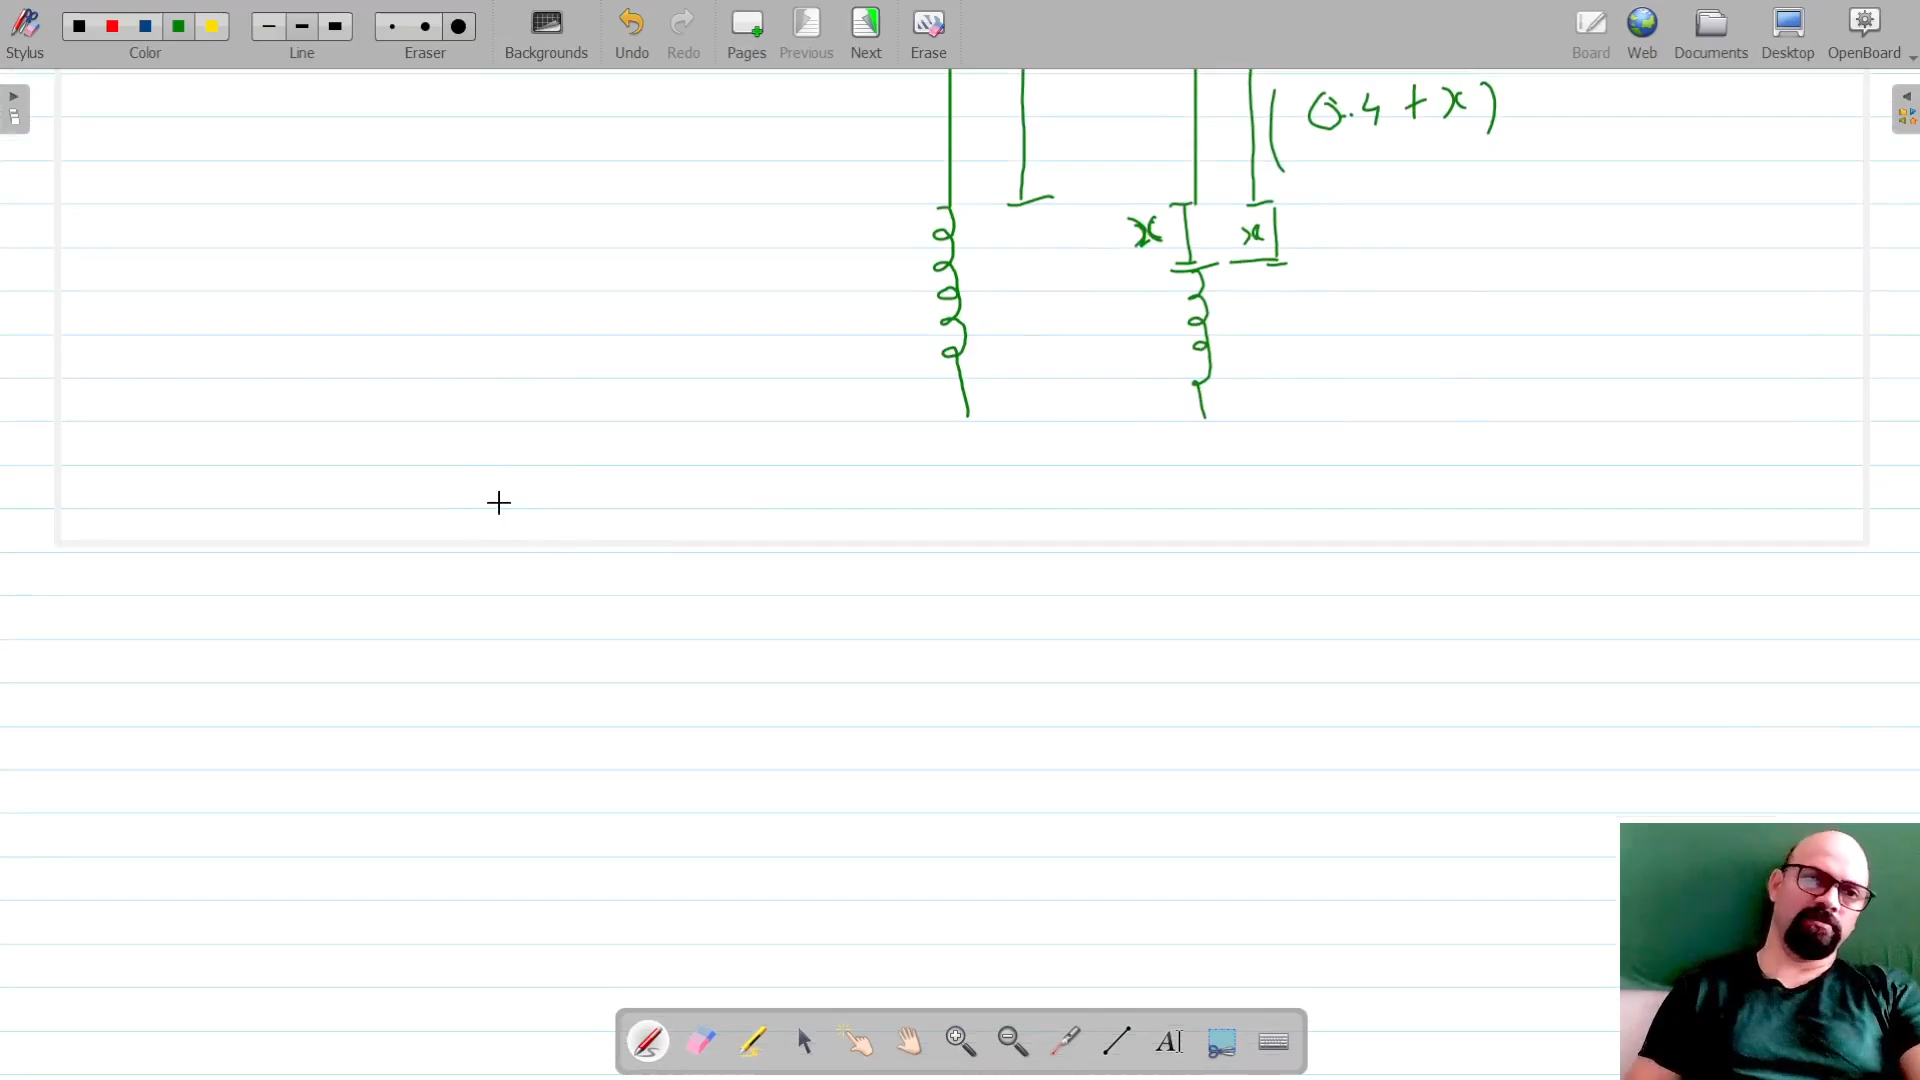 Stylus
Color
Line
Eraser
Backgrounds
Undo
Redo
Pages
Previous
Next
Erase
Board
Web
Documents
Desktop
OpenBoard
(0.4 + x)
x
x